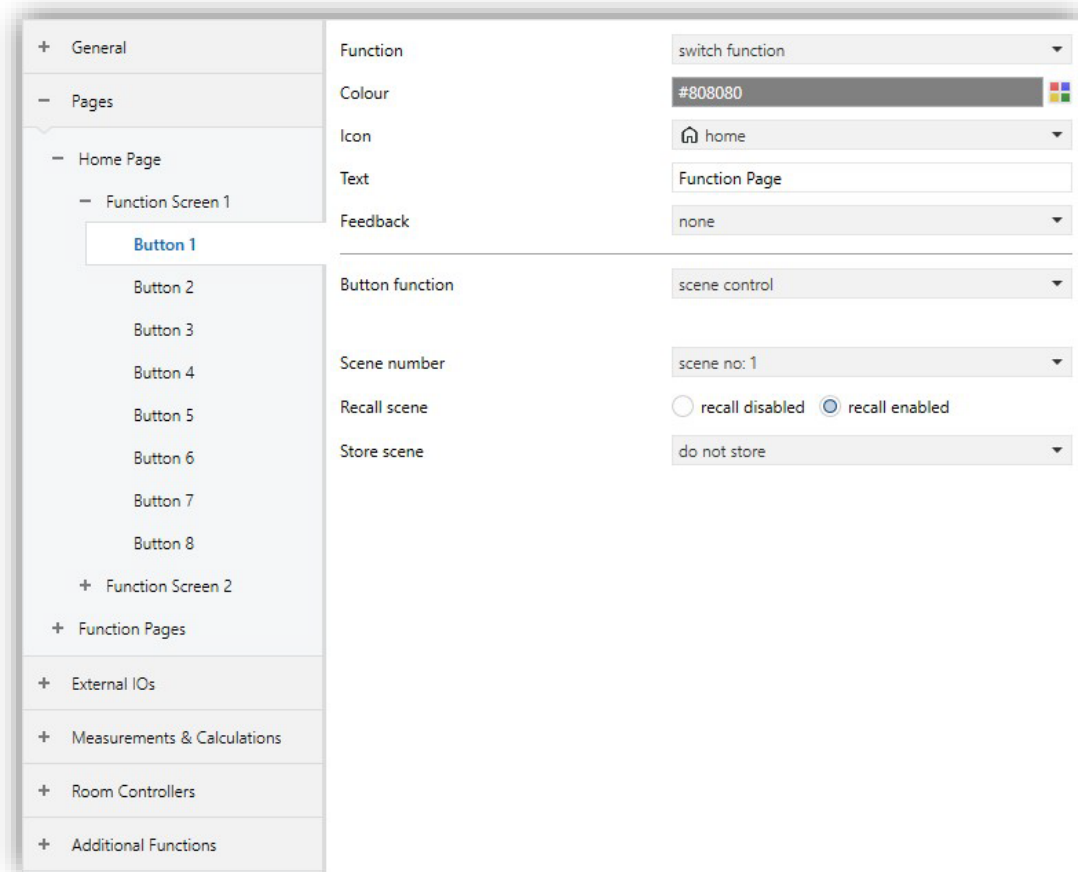 + General
− Pages
− Home Page
− Function Screen 1
Button 1
Button 2
Button 3
Button 4
Button 5
Button 6
Button 7
Button 8
+ Function Screen 2
+ Function Pages
+ External IOs
+ Measurements & Calculations
+ Room Controllers
+ Additional Functions
Function switch function
Colour #808080
Icon home
Text Function Page
Feedback none
Button function scene control
Scene number scene no: 1
Recall scene recall disabled recall enabled
Store scene do not store